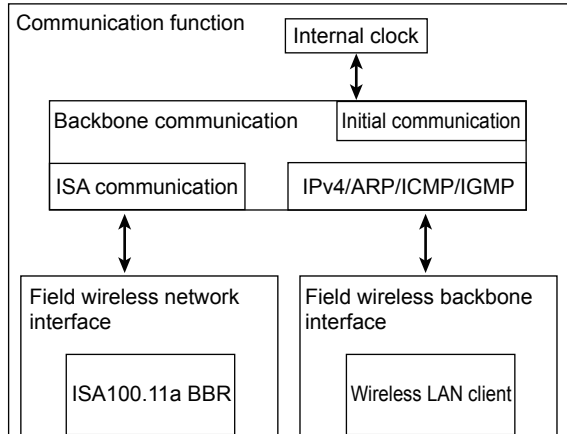 Communication function
Internal clock
Backbone communication
Initial communication
ISA communication
IPv4/ARP/ICMP/IGMP
Field wireless network
interface
ISA100.11a BBR
Field wireless backbone
interface
Wireless LAN client